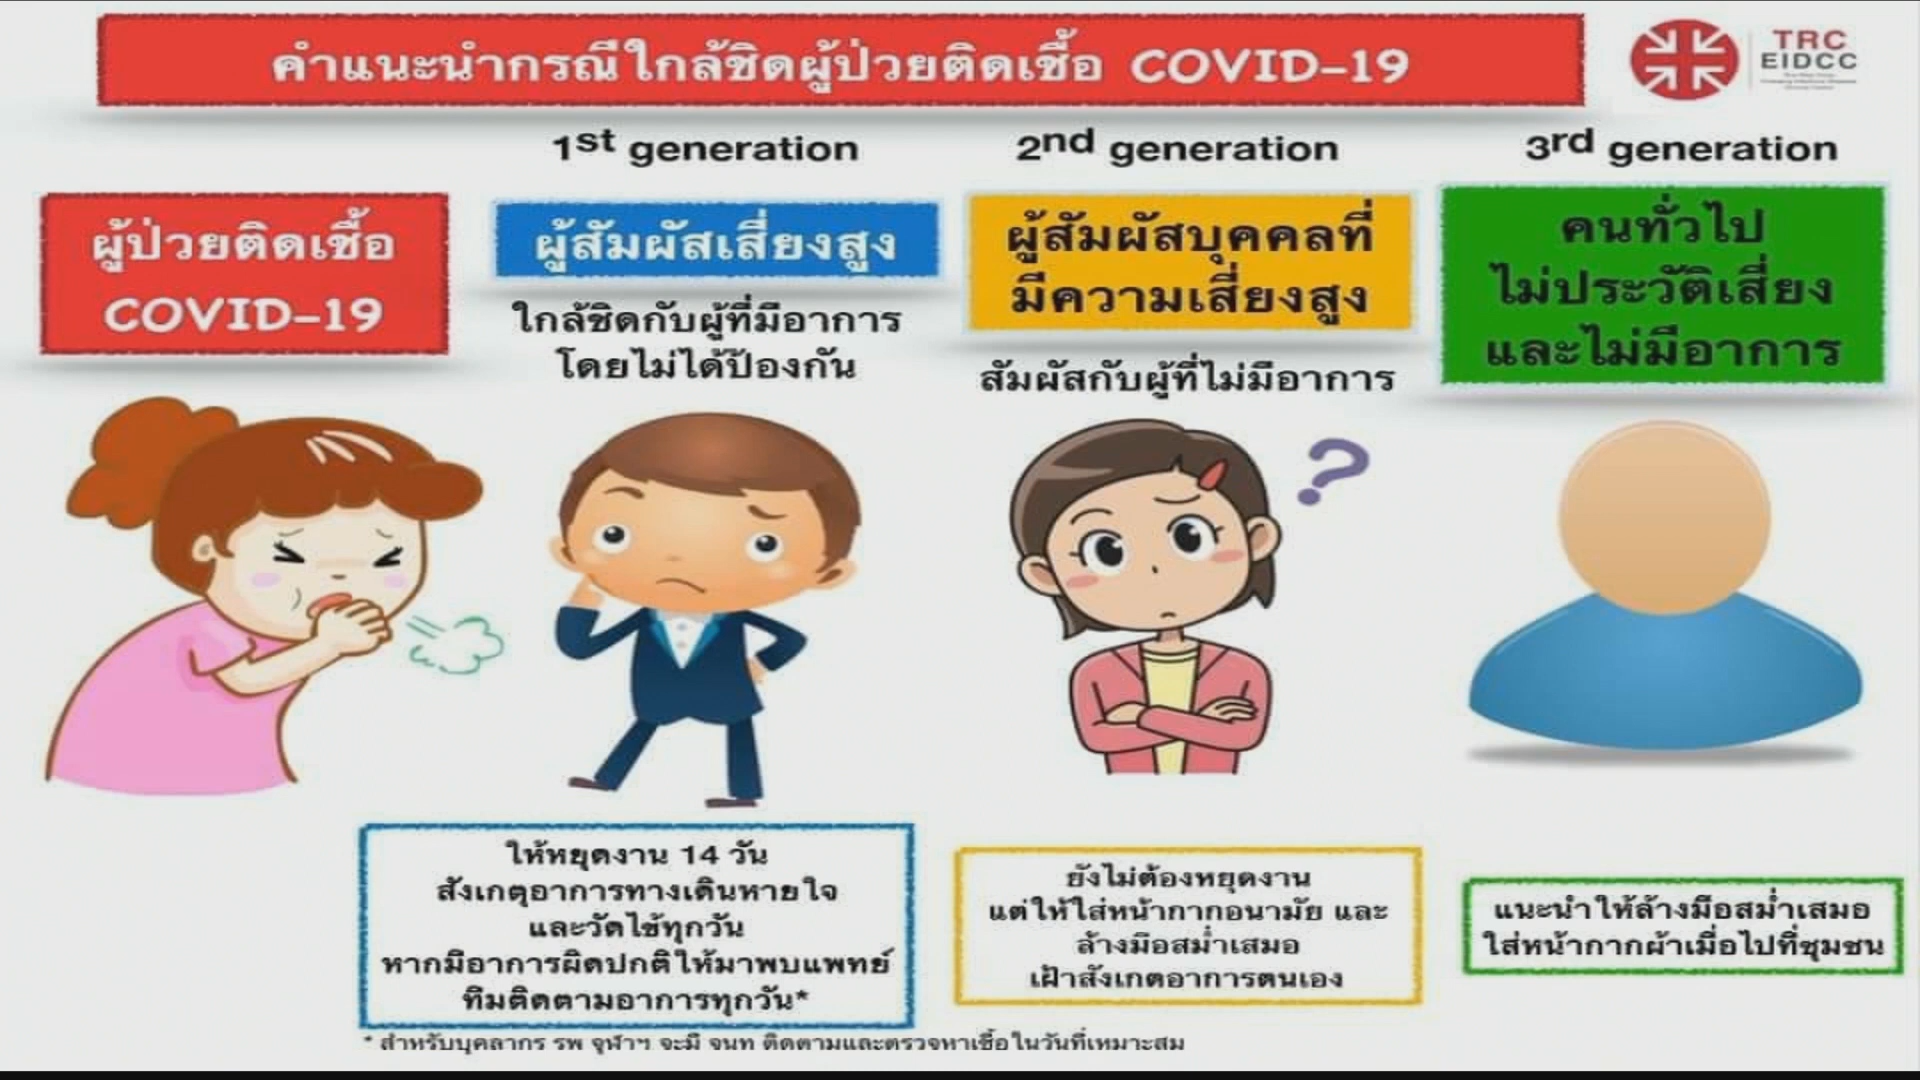 คำแนะนำกรณีใกล้ชิดผู้ป่วยติดเชื้อ COVID-19
TRC
EIDCC
1st generation
2nd generation
3rd generation
ผู้ป่วยติดเชื้อ
COVID-19
ผู้สัมผัสเสี่ยงสูง
ใกล้ชิดกับผู้ที่มีอาการ
โดยไม่ได้ป้องกัน
ผู้สัมผัสบุคคลที่
มีความเสี่ยงสูง
สัมผัสกับผู้ที่ไม่มีอาการ
คนทั่วไป
ไม่ประวัติเสี่ยง
และไม่มีอาการ
?
ให้หยุดงาน 14 วัน
สังเกตุอาการทางเดินหายใจ
และวัดไข้ทุกวัน
หากมีอาการผิดปกติให้มาพบแพทย์
ทีมติดตามอาการทุกวัน*
ยังไม่ต้องหยุดงาน
แต่ให้ใส่หน้ากากอนามัย และ
ล้างมือสม่ำเสมอ
เฝ้าสังเกตอาการตนเอง
แนะนำให้ล้างมือสม่ำเสมอ
ใส่หน้ากากผ้าเมื่อไปที่ชุมชน
* สำหรับบุคลากร รพ จุฬาฯ จะมี จนท ติดตามและตรวจหาเชื้อในวันที่เหมาะสม